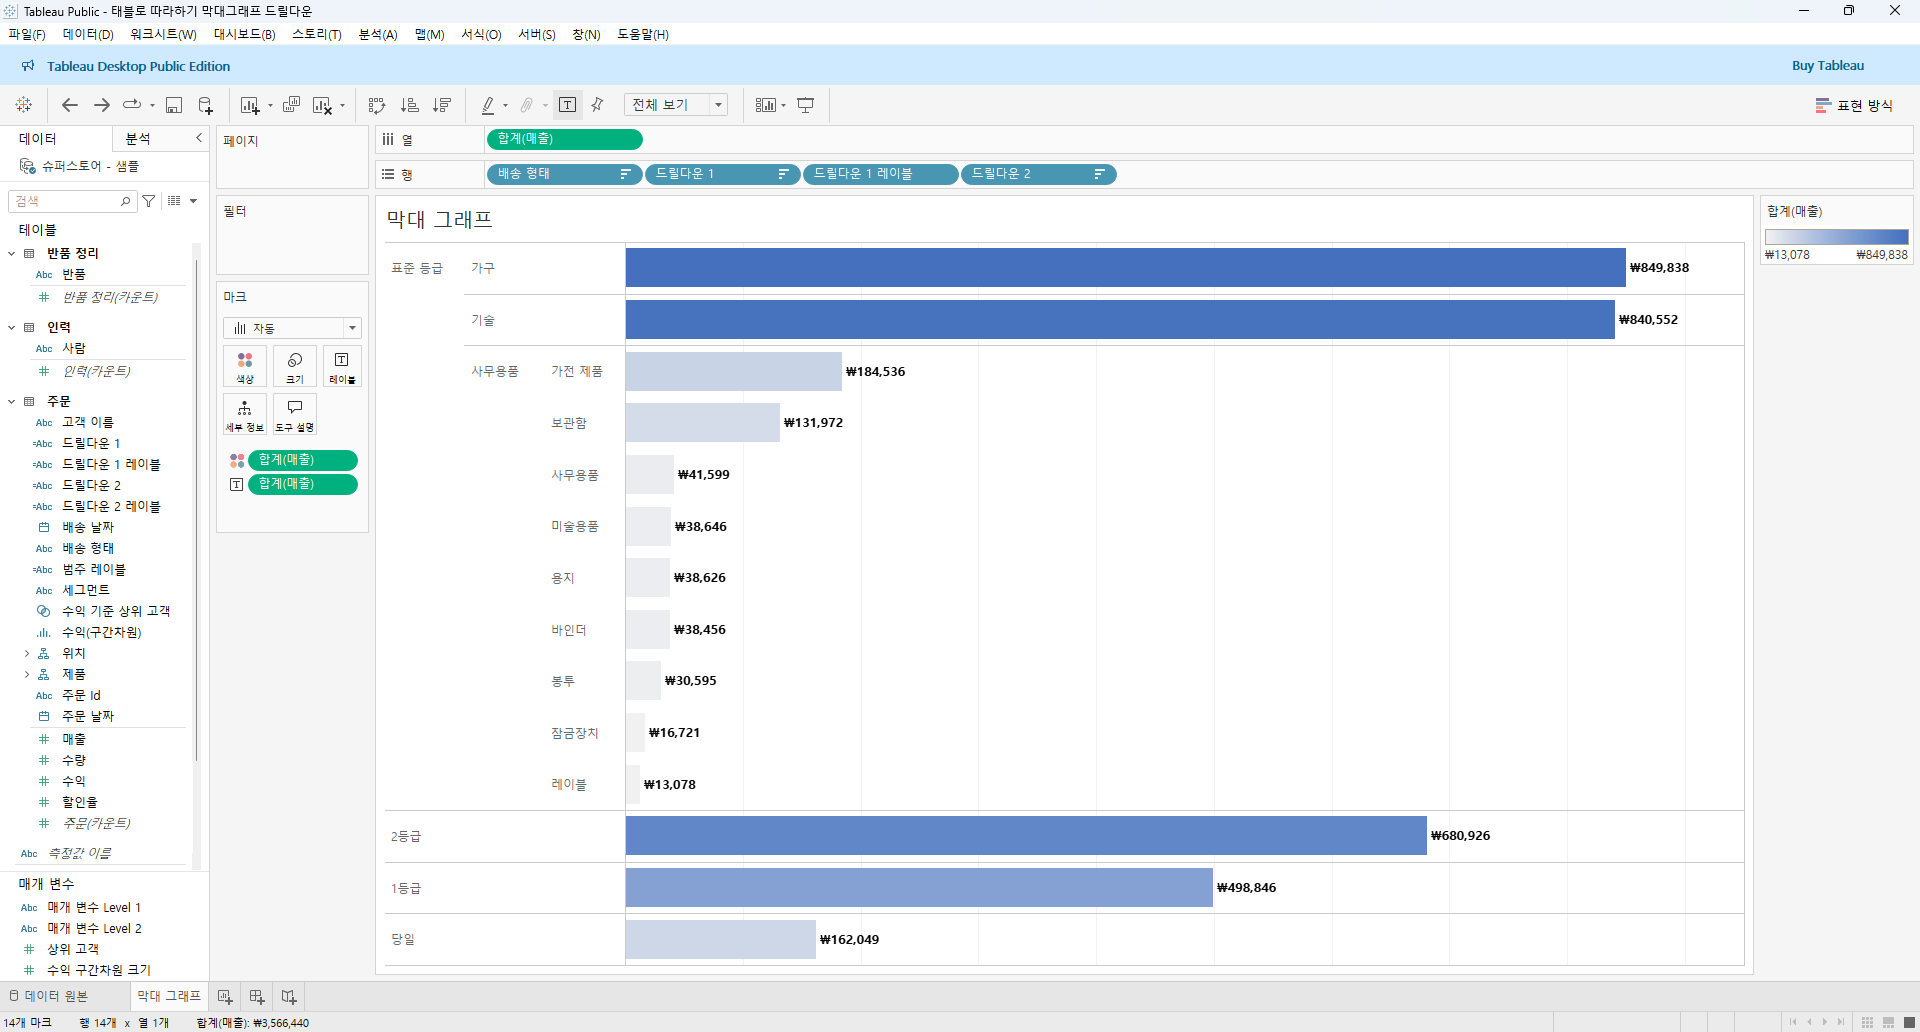 Tableau Public - 태블로 따라하기 막대그래프 드릴다운
파일(F) 데이터(D) 워크시트(W) 대시보드(B) 스토리(T) 분석(A) 맵(M) 서식(O) 서버(S) 창(N) 도움말(H)
Tableau Desktop Public Edition
Buy Tableau
전체 보기
표현 방식
데이터 분석
슈퍼스토어 - 샘플
검색
테이블
반품 정리
Abc 반품
반품 정리(카운트)
인력
Abc 사람
인력(카운트)
주문
Abc 고객 이름
=Abc 드릴다운 1
=Abc 드릴다운 1 레이블
=Abc 드릴다운 2
=Abc 드릴다운 2 레이블
배송 날짜
Abc 배송 형태
=Abc 범주 레이블
Abc 세그먼트
수익 기준 상위 고객
수익(구간차원)
위치
제품
Abc 주문 Id
주문 날짜
매출
수량
수익
할인율
주문(카운트)
Abc 측정값 이름
매개 변수
Abc 매개 변수 Level 1
Abc 매개 변수 Level 2
상위 고객
수익 구간차원 크기
페이지
필터
마크
자동
색상 크기 레이블
세부 정보 도구 설명
합계(매출)
합계(매출)
열 합계(매출)
행 배송 형태 드릴다운 1 드릴다운 1 레이블 드릴다운 2
막대 그래프
표준 등급 가구 ₩849,838
기술 ₩840,552
사무용품 가전 제품 ₩184,536
보관함 ₩131,972
사무용품 ₩41,599
미술용품 ₩38,646
용지 ₩38,626
바인더 ₩38,456
봉투 ₩30,595
잠금장치 ₩16,721
레이블 ₩13,078
2등급 ₩680,926
1등급 ₩498,846
당일 ₩162,049
합계(매출)
₩13,078 ₩849,838
데이터 원본 막대 그래프
14개 마크 행 14개 x 열 1개 합계(매출): ₩3,566,440